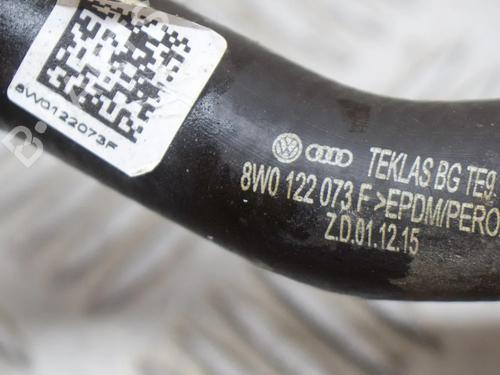 8W0122073F
TEKLAS BG TE9
8W0 122 073 F >EPDM/PERO
Z.D.01.12.15